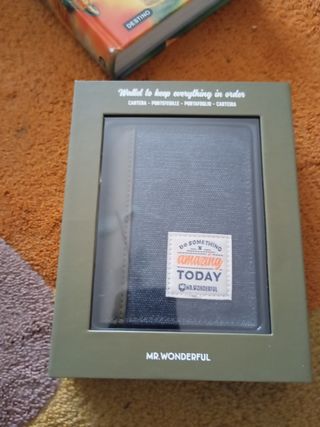 DESTINO
Wallet to keep everything in order
CARTERA - PORTEFEUILLE - PORTAFOGLIO - CARTEIRA
Do SOMETHING
amazing
TODAY
MR.WONDERFUL
MR.WONDERFUL